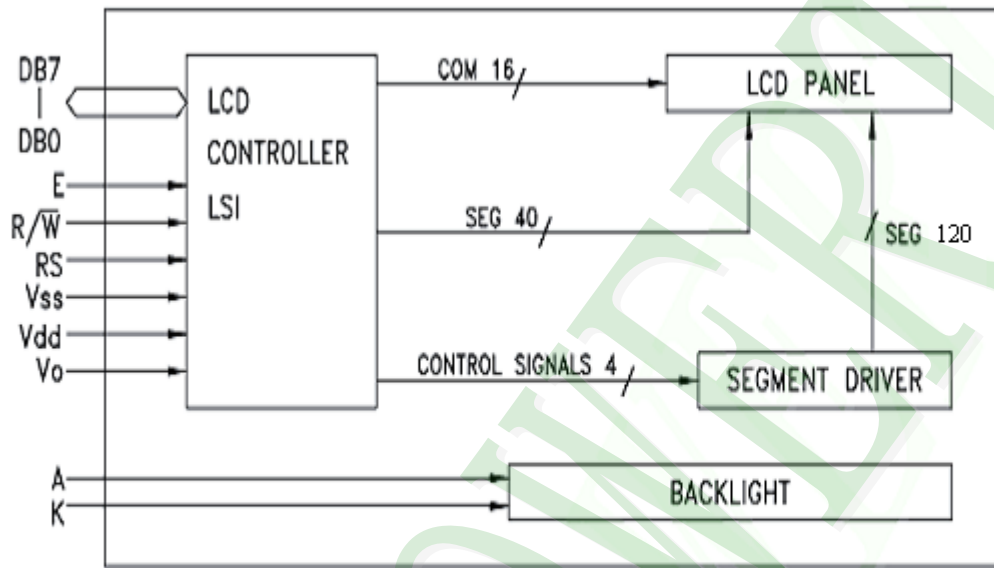 DB7
|
DB0
E
R/W̅
RS
Vss
Vdd
Vo
A
K
LCD
CONTROLLER
LSI
COM 16
LCD PANEL
SEG 40
SEG 120
CONTROL SIGNALS 4
SEGMENT DRIVER
BACKLIGHT